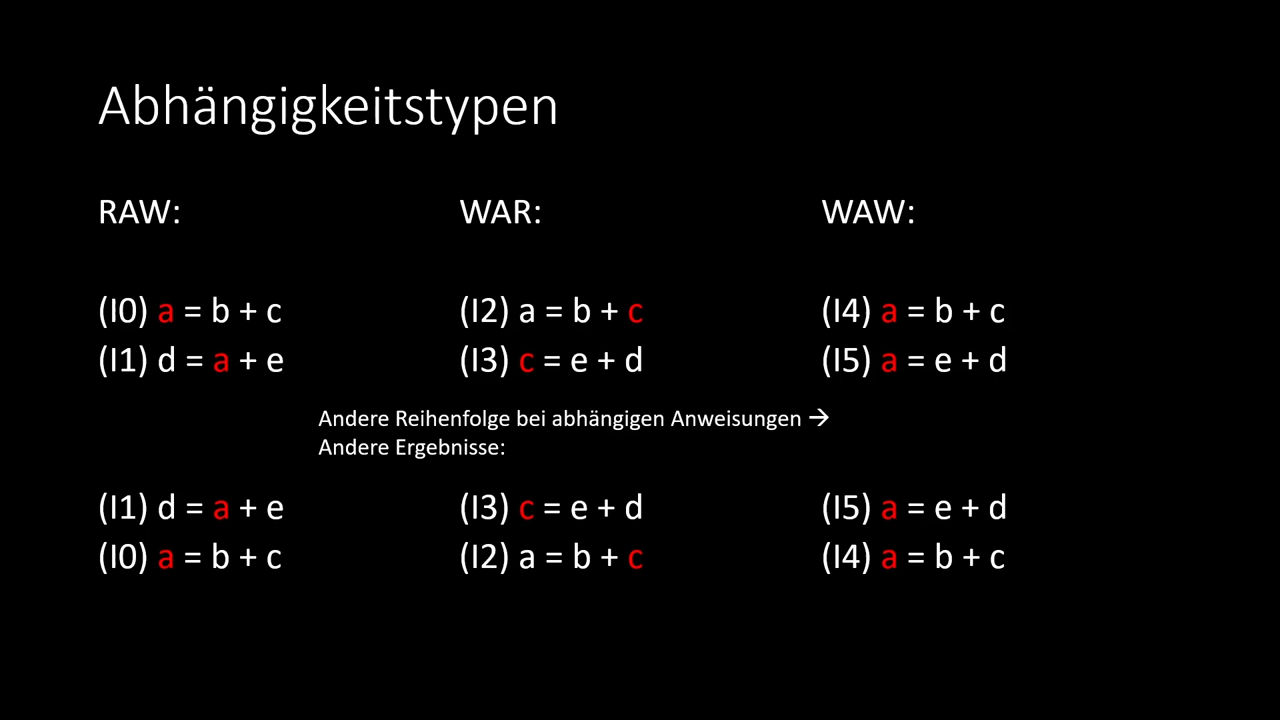 Abhängigkeitstypen
RAW: WAR: WAW:
(I0) a = b + c (I2) a = b + c (I4) a = b + c
(I1) d = a + e (I3) c = e + d (I5) a = e + d
Andere Reihenfolge bei abhängigen Anweisungen →
Andere Ergebnisse:
(I1) d = a + e (I3) c = e + d (I5) a = e + d
(I0) a = b + c (I2) a = b + c (I4) a = b + c